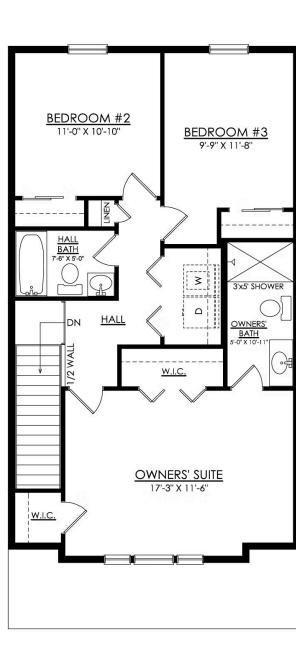 BEDROOM #2
11'-0" X 10'-10"
BEDROOM #3
9'-9" X 11'-8"
LINEN
HALL
BATH
7'-6" X 5'-0"
W
3'x5' SHOWER
DN
HALL
D
OWNERS'
BATH
5'-0" X 10'-11"
1/2 WALL
W.I.C.
OWNERS' SUITE
17'-3" X 11'-6"
W.I.C.